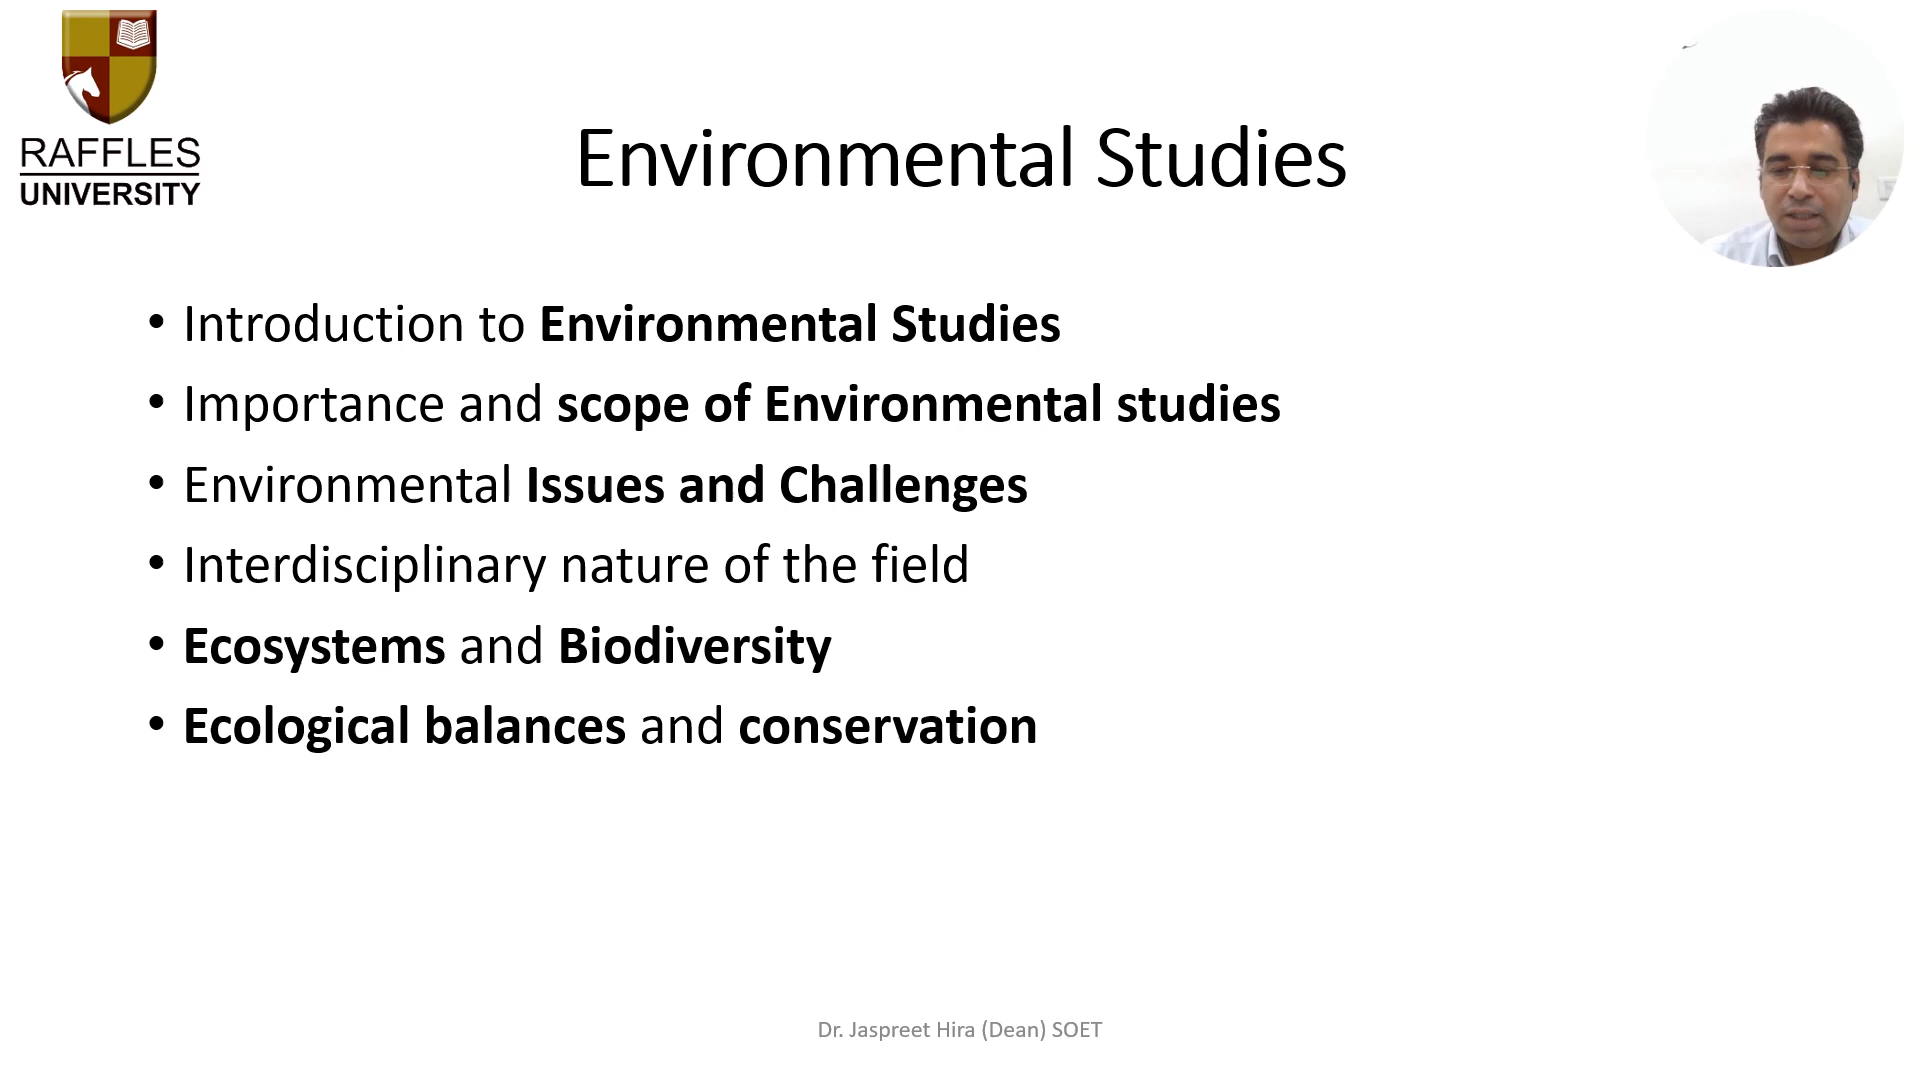 RAFFLES
UNIVERSITY
Environmental Studies
• Introduction to Environmental Studies
• Importance and scope of Environmental studies
• Environmental Issues and Challenges
• Interdisciplinary nature of the field
• Ecosystems and Biodiversity
• Ecological balances and conservation
Dr. Jaspreet Hira (Dean) SOET